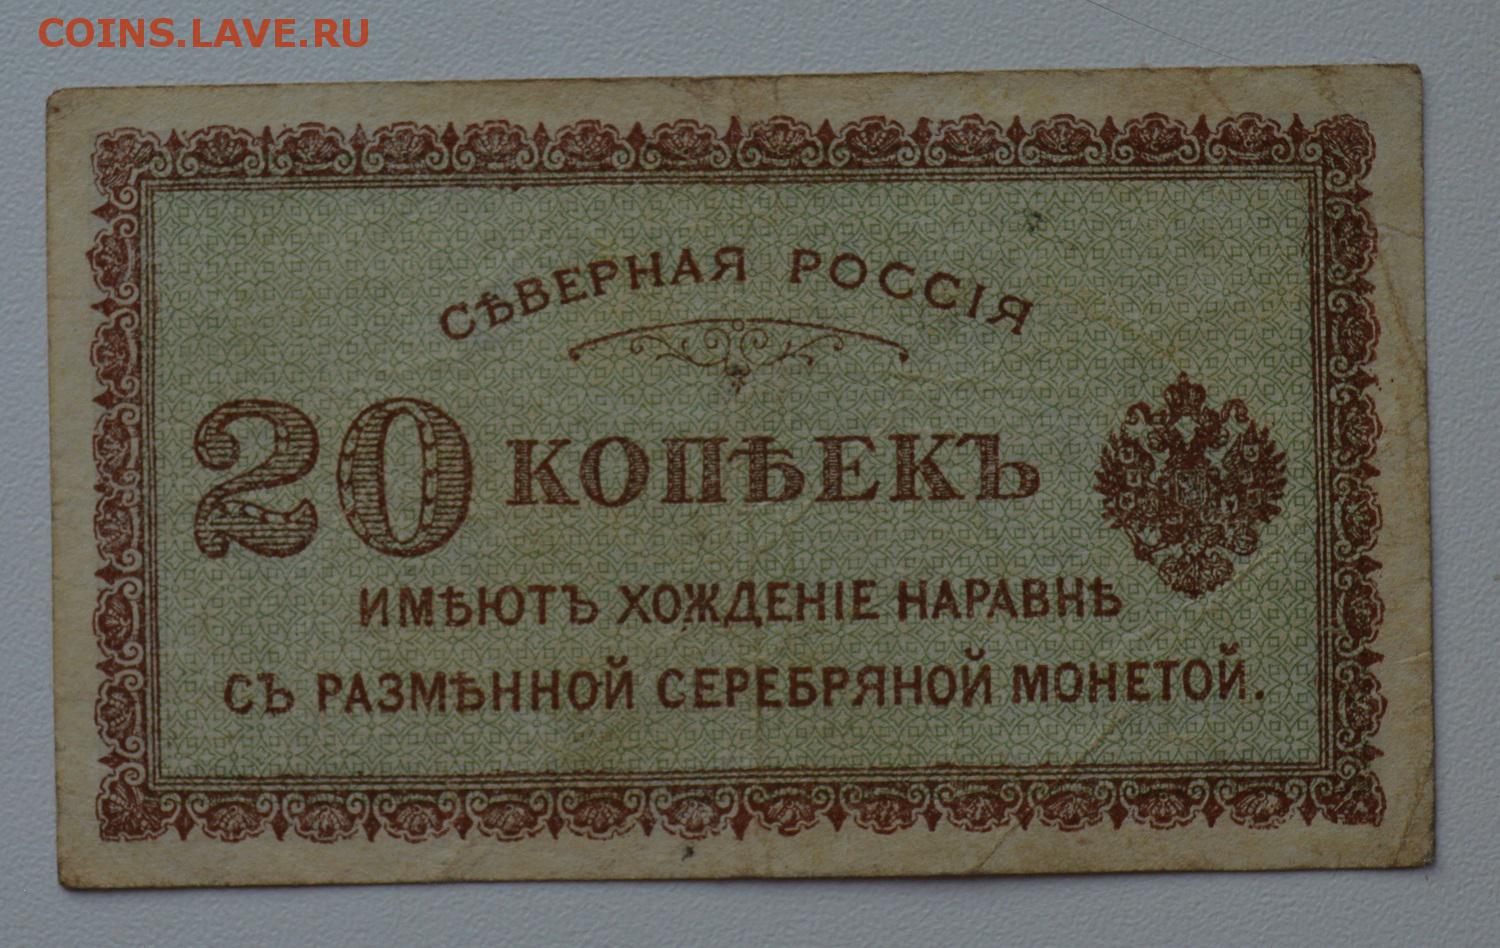 COINS.LAVE.RU
СѢВЕРНАЯ РОССІЯ
20 КОПѢЕКЪ
ИМѢЮТЪ ХОЖДЕНІЕ НАРАВНѢ
СЪ РАЗМѢННОЙ СЕРЕБРЯНОЙ МОНЕТОЙ.